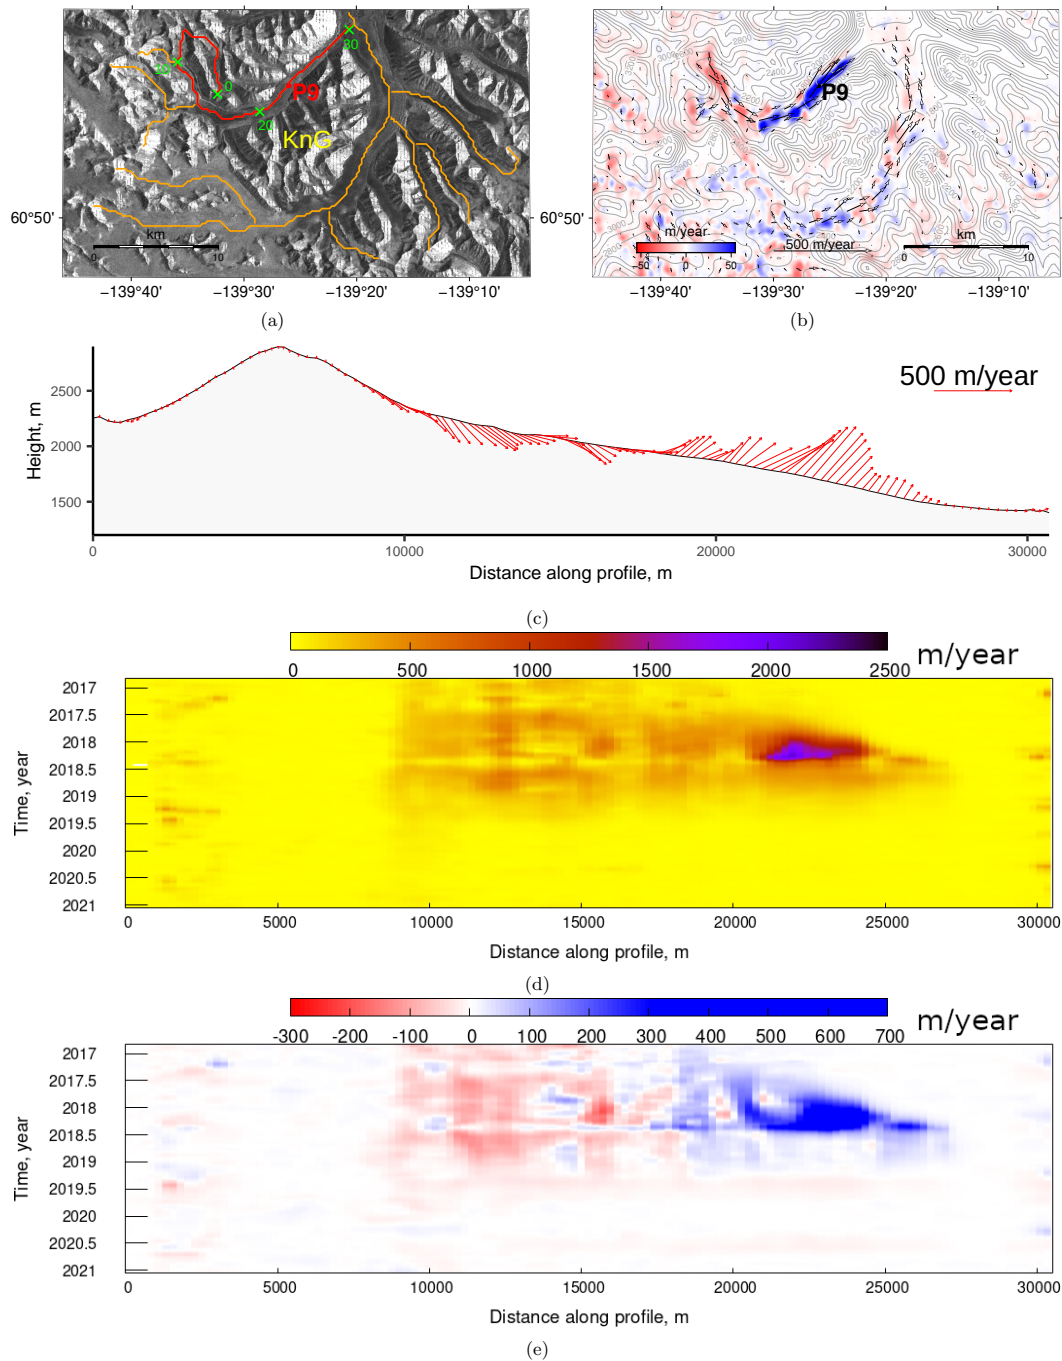 0
10
20
30
P9
KnG
60°50'
km
0 10
−139°40' −139°30' −139°20' −139°10'
(a)
P9
60°50'
m/year
−50 0 50
500 m/year
km
0 10
−139°40' −139°30' −139°20' −139°10'
(b)
500 m/year
Height, m
2500
2000
1500
0 10000 20000 30000
Distance along profile, m
(c)
0 500 1000 1500 2000 2500 m/year
Time, year
2017
2017.5
2018
2018.5
2019
2019.5
2020
2020.5
2021
0 5000 10000 15000 20000 25000 30000
Distance along profile, m
(d)
-300 -200 -100 0 100 200 300 400 500 600 700 m/year
Time, year
2017
2017.5
2018
2018.5
2019
2019.5
2020
2020.5
2021
0 5000 10000 15000 20000 25000 30000
Distance along profile, m
(e)